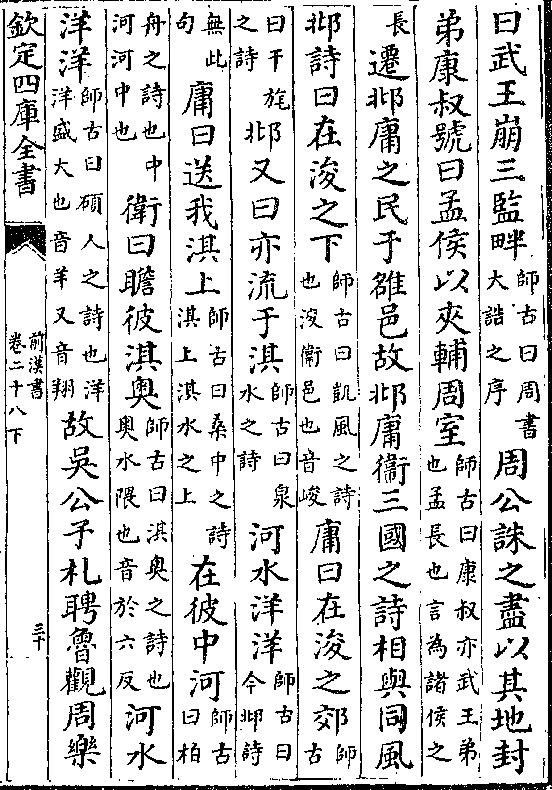 曰武王崩三監畔師古曰周書大誥之序周公誅之盡以其地封
弟康叔號曰孟侯以夾輔周室師古曰康叔亦武王弟也孟長也言為諸侯之
長遷邶庸之民于雒邑故邶庸衛三國之詩相與同風
邶詩曰在浚之下師古曰凱風之詩也浚衛邑也音峻庸曰在浚之郊師古
曰干旄之詩邶又曰亦流于淇師古曰泉水之詩河水洋洋師古曰今邶詩
無此句庸曰送我淇上師古曰桑中之詩淇上淇水之上在彼中河師古曰柏
舟之詩也中河河中也衛曰瞻彼淇奥師古曰淇奥之詩也奥水隈也音於六反河水
洋洋師古曰碩人之詩也洋洋盛大也音羊又音翔故吳公子札聘魯觀周樂
欽定四庫全書
前漢書
卷二十八下
三十